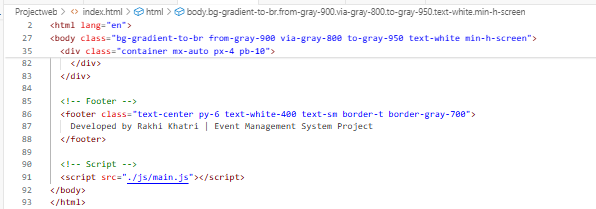 Projectweb > index.html > html > body.bg-gradient-to-br.from-gray-900.via-gray-800.to-gray-950.text-white.min-h-screen
2 <html lang="en">
27 <body class="bg-gradient-to-br from-gray-900 via-gray-800 to-gray-950 text-white min-h-screen">
35 <div class="container mx-auto px-4 pb-10">
82 </div>
83 </div>
84
85 <!-- Footer -->
86 <footer class="text-center py-6 text-white-400 text-sm border-t border-gray-700">
87 Developed by Rakhi Khatri | Event Management System Project
88 </footer>
89
90 <!-- Script -->
91 <script src="./js/main.js"></script>
92 </body>
93 </html>